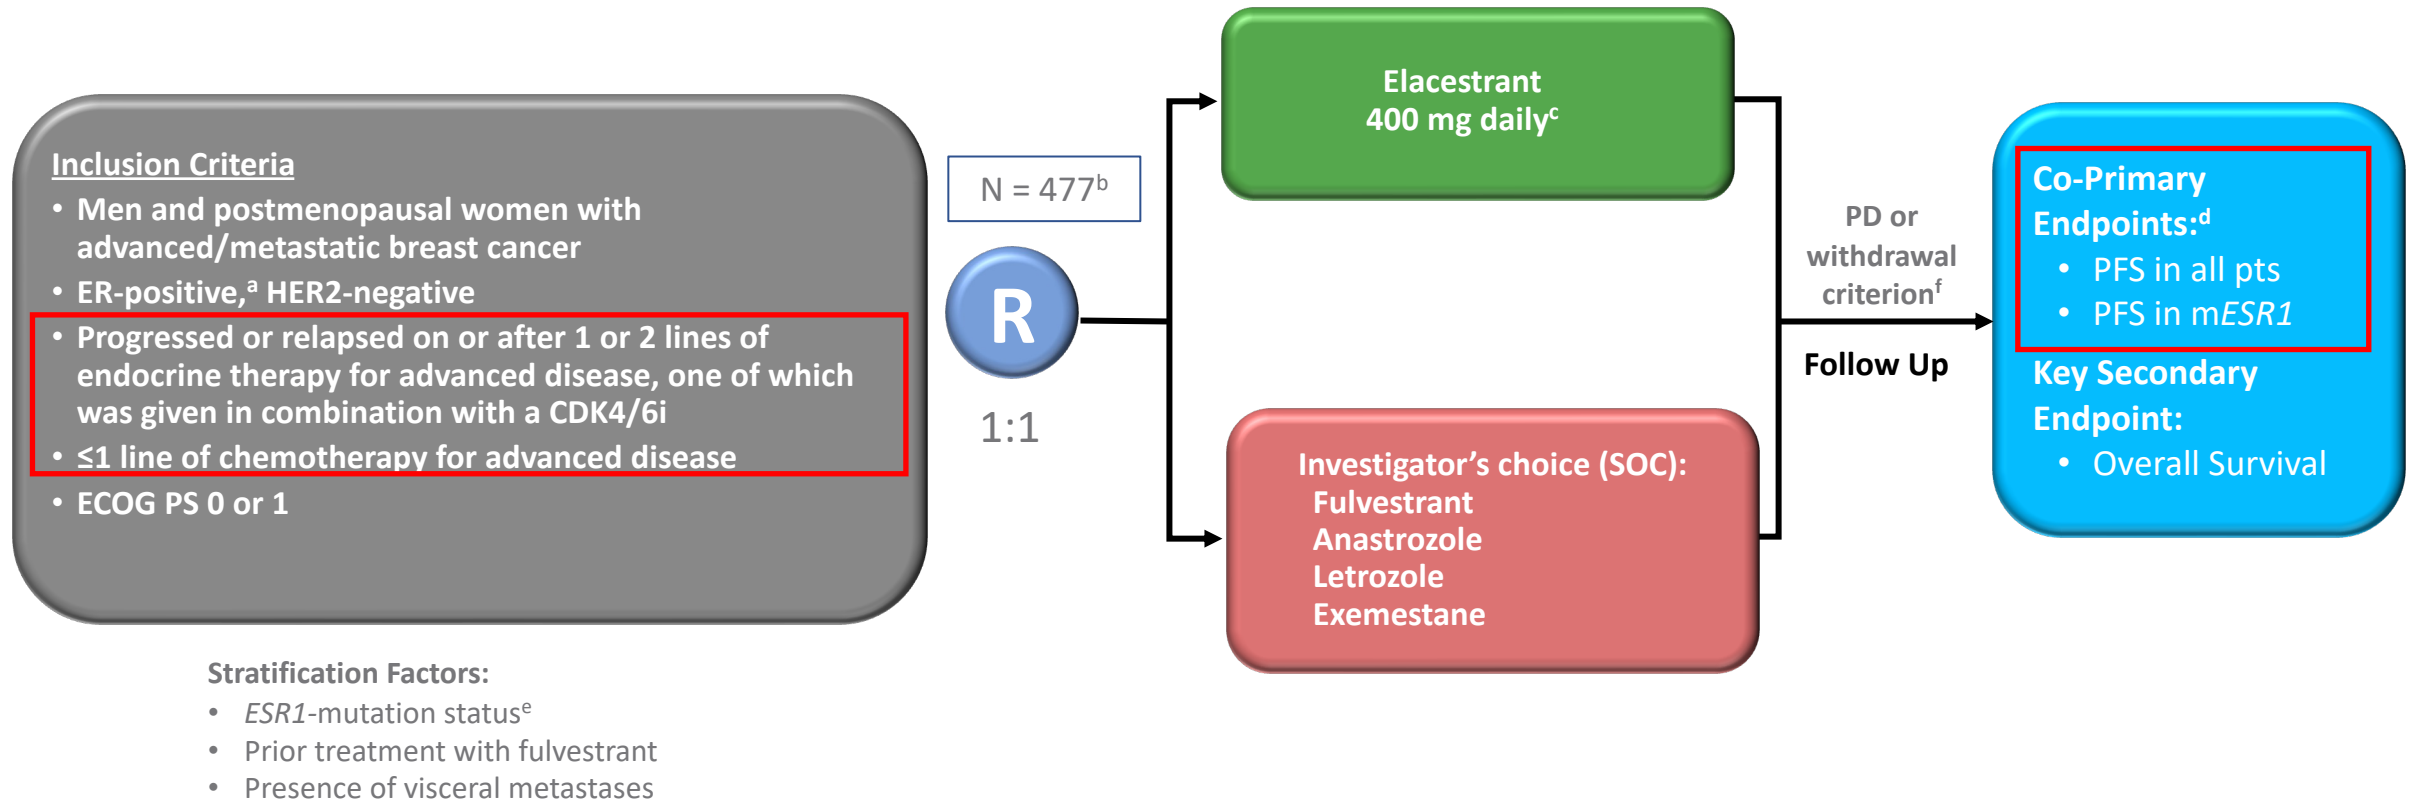 Inclusion Criteria
• Men and postmenopausal women with
advanced/metastatic breast cancer
• ER-positive,ᵃ HER2-negative
• Progressed or relapsed on or after 1 or 2 lines of
endocrine therapy for advanced disease, one of which
was given in combination with a CDK4/6i
• ≤1 line of chemotherapy for advanced disease
• ECOG PS 0 or 1
Stratification Factors:
• ESR1-mutation statusᵉ
• Prior treatment with fulvestrant
• Presence of visceral metastases
N = 477ᵇ
R
1:1
Elacestrant
400 mg dailyᶜ
Investigator’s choice (SOC):
Fulvestrant
Anastrozole
Letrozole
Exemestane
PD or
withdrawal
criterionᶠ
Follow Up
Co-Primary
Endpoints:ᵈ
• PFS in all pts
• PFS in mESR1
Key Secondary
Endpoint:
• Overall Survival